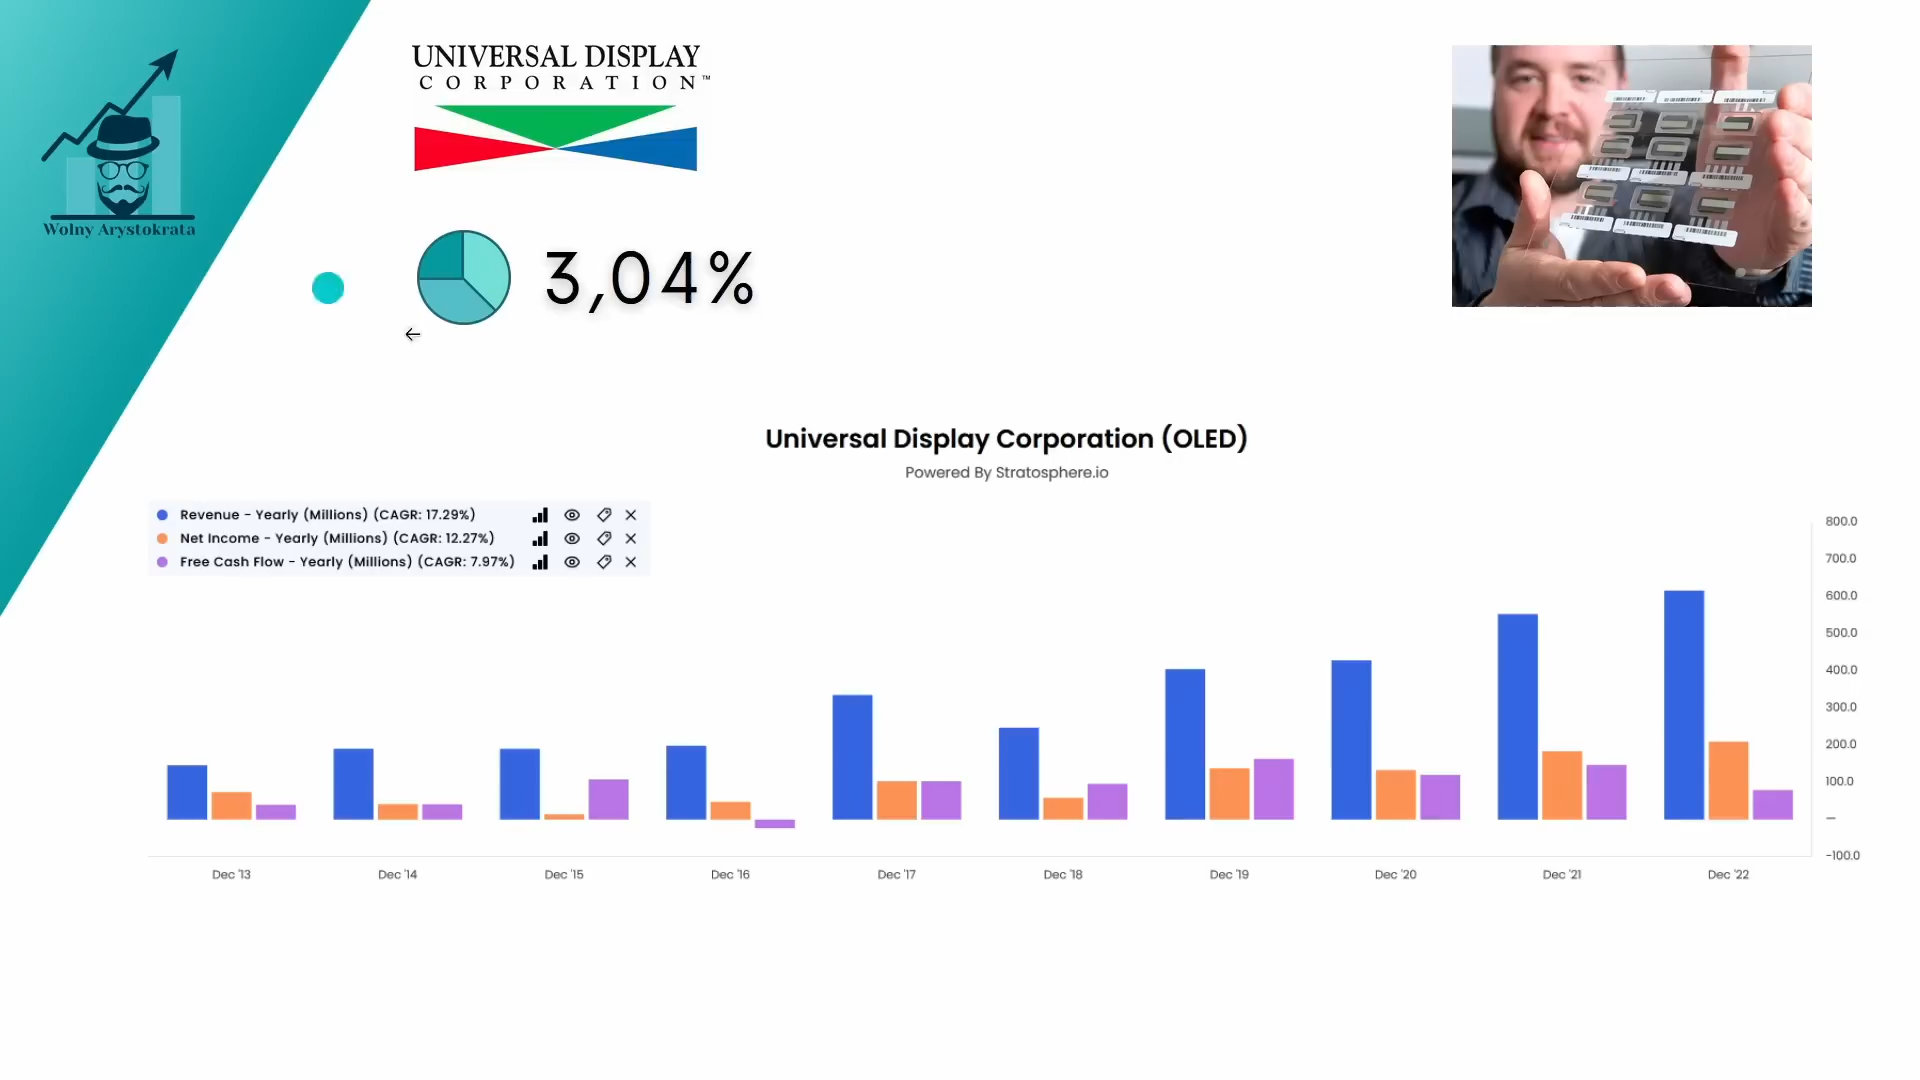 UNIVERSAL DISPLAY
CORPORATION™
Wolny Arystokrata
3,04%
Universal Display Corporation (OLED)
Powered By Stratosphere.io
Revenue - Yearly (Millions) (CAGR: 17.29%)
Net Income - Yearly (Millions) (CAGR: 12.27%)
Free Cash Flow - Yearly (Millions) (CAGR: 7.97%)
800.0
700.0
600.0
500.0
400.0
300.0
200.0
100.0
—
-100.0
Dec '13 Dec '14 Dec '15 Dec '16 Dec '17 Dec '18 Dec '19 Dec '20 Dec '21 Dec '22